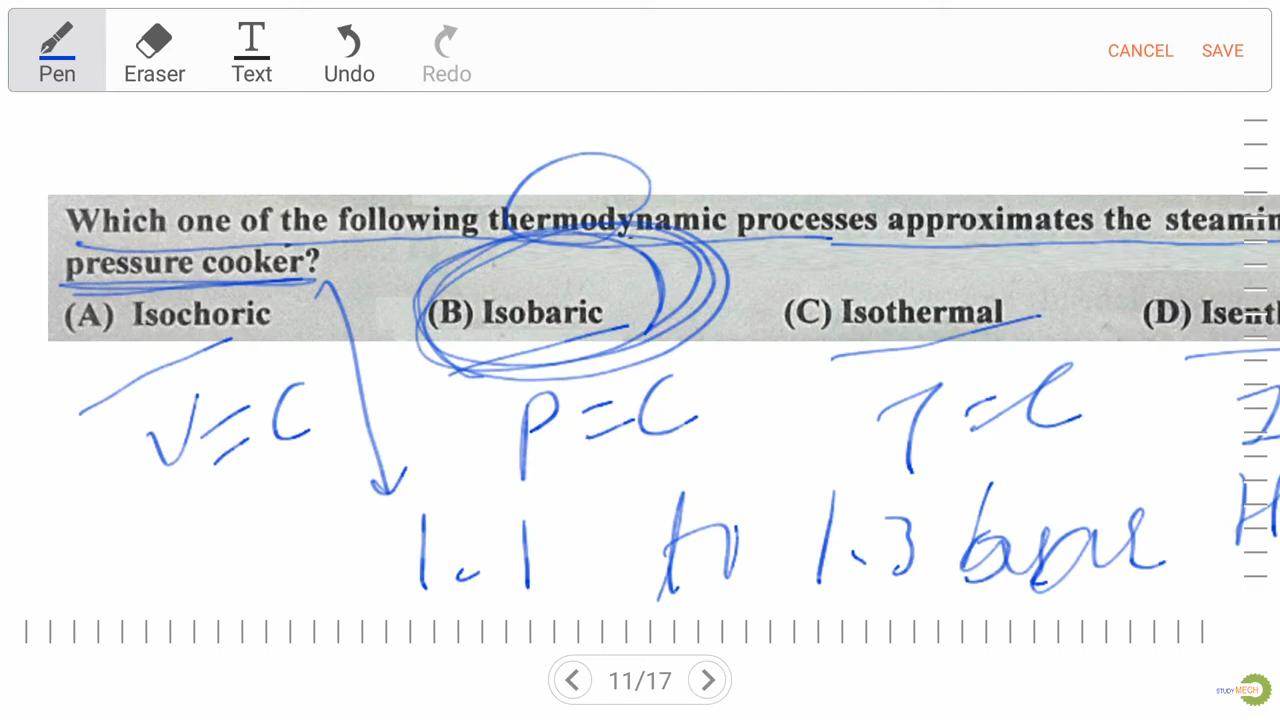 Pen Eraser Text Undo Redo CANCEL SAVE
Which one of the following thermodynamic processes approximates the steamin
pressure cooker?
(A) Isochoric (B) Isobaric (C) Isothermal (D) Isent
V=C P=C T=C
1.1 to 1.3 bar H
11/17
STUDY MECH